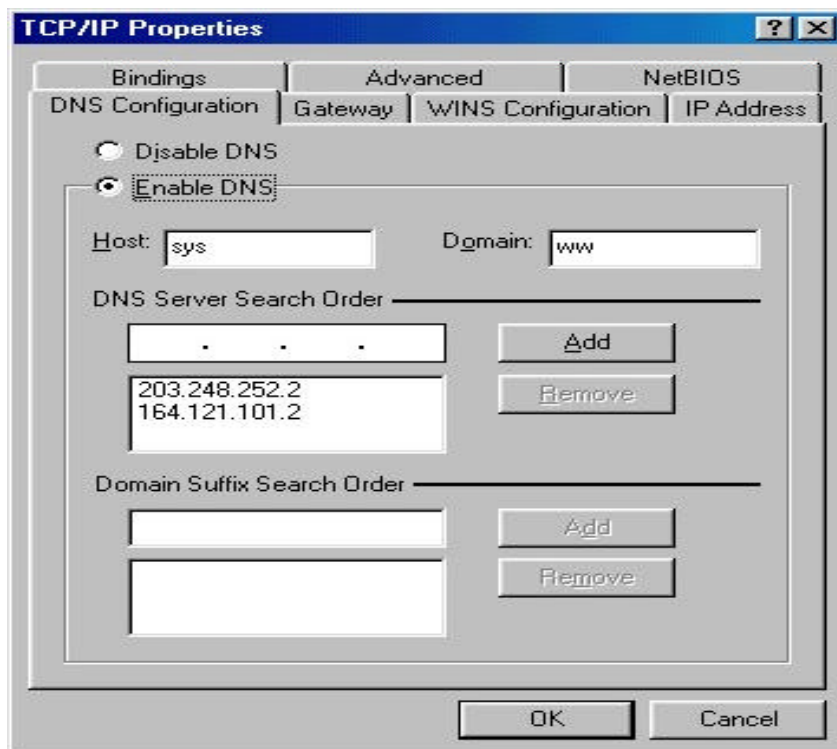 TCP/IP Properties
Bindings Advanced NetBIOS
DNS Configuration Gateway WINS Configuration IP Address
Disable DNS
Enable DNS
Host: sys Domain: ww
DNS Server Search Order
. . . Add
203.248.252.2 Remove
164.121.101.2
Domain Suffix Search Order
Add
Remove
OK Cancel